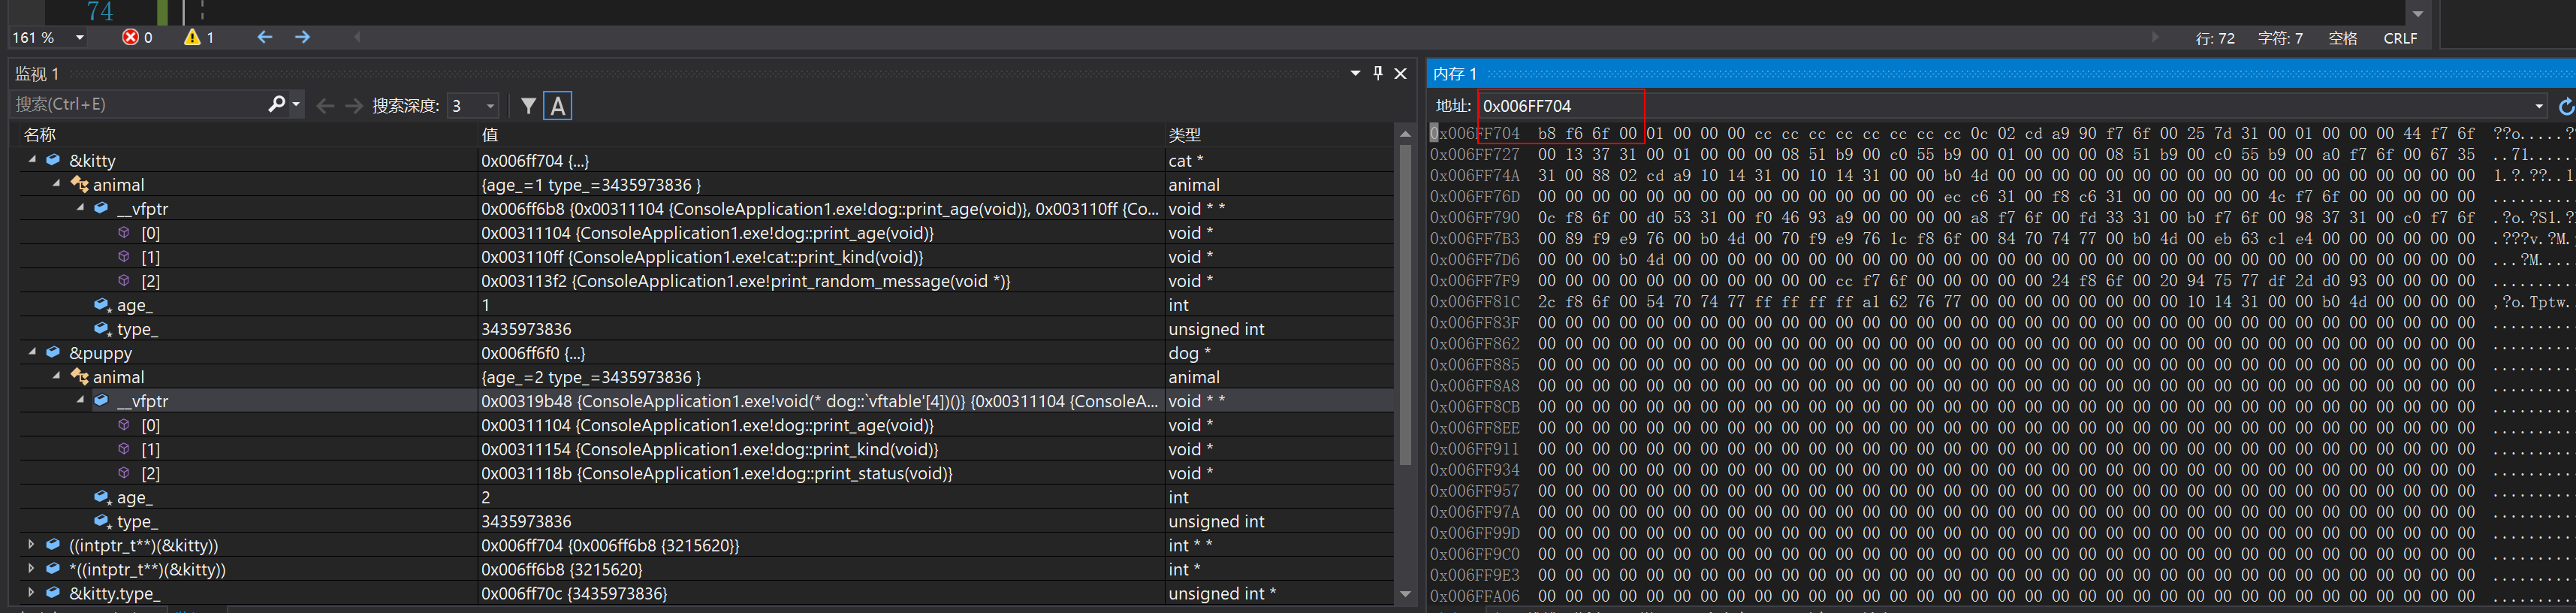 74
161 % 0 1 行: 72 字符: 7 空格 CRLF
监视 1
搜索(Ctrl+E) 搜索深度: 3 A
名称 值 类型
&kitty 0x006ff704 {...} cat *
animal {age_=1 type_=3435973836 } animal
__vfptr 0x006ff6b8 {0x00311104 {ConsoleApplication1.exe!dog::print_age(void)}, 0x003110ff {Co... void * *
[0] 0x00311104 {ConsoleApplication1.exe!dog::print_age(void)} void *
[1] 0x003110ff {ConsoleApplication1.exe!cat::print_kind(void)} void *
[2] 0x003113f2 {ConsoleApplication1.exe!print_random_message(void *)} void *
age_ 1 int
type_ 3435973836 unsigned int
&puppy 0x006ff6f0 {...} dog *
animal {age_=2 type_=3435973836 } animal
__vfptr 0x00319b48 {ConsoleApplication1.exe!void(* dog::`vftable'[4])()} {0x00311104 {ConsoleA... void * *
[0] 0x00311104 {ConsoleApplication1.exe!dog::print_age(void)} void *
[1] 0x00311154 {ConsoleApplication1.exe!dog::print_kind(void)} void *
[2] 0x0031118b {ConsoleApplication1.exe!dog::print_status(void)} void *
age_ 2 int
type_ 3435973836 unsigned int
((intptr_t**)(&kitty)) 0x006ff704 {0x006ff6b8 {3215620}} int * *
*((intptr_t**)(&kitty)) 0x006ff6b8 {3215620} int *
&kitty.type_ 0x006ff70c {3435973836} unsigned int *
内存 1
地址: 0x006FF704
0x006FF704 b8 f6 6f 00 01 00 00 00 cc cc cc cc cc cc cc cc 0c 02 cd a9 90 f7 6f 00 25 7d 31 00 01 00 00 00 44 f7 6f ??o.....?
0x006FF727 00 13 37 31 00 01 00 00 00 08 51 b9 00 c0 55 b9 00 01 00 00 00 08 51 b9 00 c0 55 b9 00 a0 f7 6f 00 67 35 ..71.....
0x006FF74A 31 00 88 02 cd a9 10 14 31 00 10 14 31 00 00 b0 4d 00 00 00 00 00 00 00 00 00 00 00 00 00 00 00 00 00 00 1.?.??..1
0x006FF76D 00 00 00 00 00 00 00 00 00 00 00 00 00 00 00 ec c6 31 00 f8 c6 31 00 00 00 00 00 4c f7 6f 00 00 00 00 00
0x006FF790 0c f8 6f 00 d0 53 31 00 f0 46 93 a9 00 00 00 00 a8 f7 6f 00 fd 33 31 00 b0 f7 6f 00 98 37 31 00 c0 f7 6f .?o.?S1.?
0x006FF7B3 00 89 f9 e9 76 00 b0 4d 00 70 f9 e9 76 1c f8 6f 00 84 70 74 77 00 b0 4d 00 eb 63 c1 e4 00 00 00 00 00 00 .???v.?M.
0x006FF7D6 00 00 00 b0 4d 00 00 00 00 00 00 00 00 00 00 00 00 00 00 00 00 00 00 00 00 00 00 00 00 00 00 00 00 00 00 ...?M....
0x006FF7F9 00 00 00 00 00 00 00 00 00 00 00 cc f7 6f 00 00 00 00 00 24 f8 6f 00 20 94 75 77 df 2d d0 93 00 00 00 00 .........
0x006FF81C 2c f8 6f 00 54 70 74 77 ff ff ff ff a1 62 76 77 00 00 00 00 00 00 00 00 10 14 31 00 00 b0 4d 00 00 00 00 ,?o.Tptw.
0x006FF83F 00 00 00 00 00 00 00 00 00 00 00 00 00 00 00 00 00 00 00 00 00 00 00 00 00 00 00 00 00 00 00 00 00 00 00 .........
0x006FF862 00 00 00 00 00 00 00 00 00 00 00 00 00 00 00 00 00 00 00 00 00 00 00 00 00 00 00 00 00 00 00 00 00 00 00 .........
0x006FF885 00 00 00 00 00 00 00 00 00 00 00 00 00 00 00 00 00 00 00 00 00 00 00 00 00 00 00 00 00 00 00 00 00 00 00 .........
0x006FF8A8 00 00 00 00 00 00 00 00 00 00 00 00 00 00 00 00 00 00 00 00 00 00 00 00 00 00 00 00 00 00 00 00 00 00 00 .........
0x006FF8CB 00 00 00 00 00 00 00 00 00 00 00 00 00 00 00 00 00 00 00 00 00 00 00 00 00 00 00 00 00 00 00 00 00 00 00 .........
0x006FF8EE 00 00 00 00 00 00 00 00 00 00 00 00 00 00 00 00 00 00 00 00 00 00 00 00 00 00 00 00 00 00 00 00 00 00 00 .........
0x006FF911 00 00 00 00 00 00 00 00 00 00 00 00 00 00 00 00 00 00 00 00 00 00 00 00 00 00 00 00 00 00 00 00 00 00 00 .........
0x006FF934 00 00 00 00 00 00 00 00 00 00 00 00 00 00 00 00 00 00 00 00 00 00 00 00 00 00 00 00 00 00 00 00 00 00 00 .........
0x006FF957 00 00 00 00 00 00 00 00 00 00 00 00 00 00 00 00 00 00 00 00 00 00 00 00 00 00 00 00 00 00 00 00 00 00 00 .........
0x006FF97A 00 00 00 00 00 00 00 00 00 00 00 00 00 00 00 00 00 00 00 00 00 00 00 00 00 00 00 00 00 00 00 00 00 00 00 .........
0x006FF99D 00 00 00 00 00 00 00 00 00 00 00 00 00 00 00 00 00 00 00 00 00 00 00 00 00 00 00 00 00 00 00 00 00 00 00 .........
0x006FF9C0 00 00 00 00 00 00 00 00 00 00 00 00 00 00 00 00 00 00 00 00 00 00 00 00 00 00 00 00 00 00 00 00 00 00 00 .........
0x006FF9E3 00 00 00 00 00 00 00 00 00 00 00 00 00 00 00 00 00 00 00 00 00 00 00 00 00 00 00 00 00 00 00 00 00 00 00 .........
0x006FFA06 00 00 00 00 00 00 00 00 00 00 00 00 00 00 00 00 00 00 00 00 00 00 00 00 00 00 00 00 00 00 00 00 00 00 00 .........